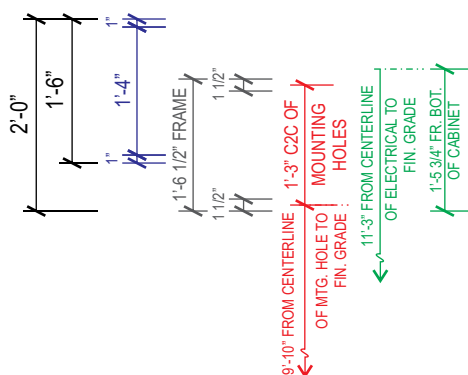 2'-0"
1'-6"
1"
1'-4"
1"
1'-6 1/2" FRAME
1 1/2"
1 1/2"
1'-3" C2C OF
MOUNTING
HOLES
9'-10" FROM CENTERLINE
OF MTG. HOLE TO
FIN. GRADE
11'-3" FROM CENTERLINE
OF ELECTRICAL TO
FIN. GRADE
1'-5 3/4" FR. BOT.
OF CABINET